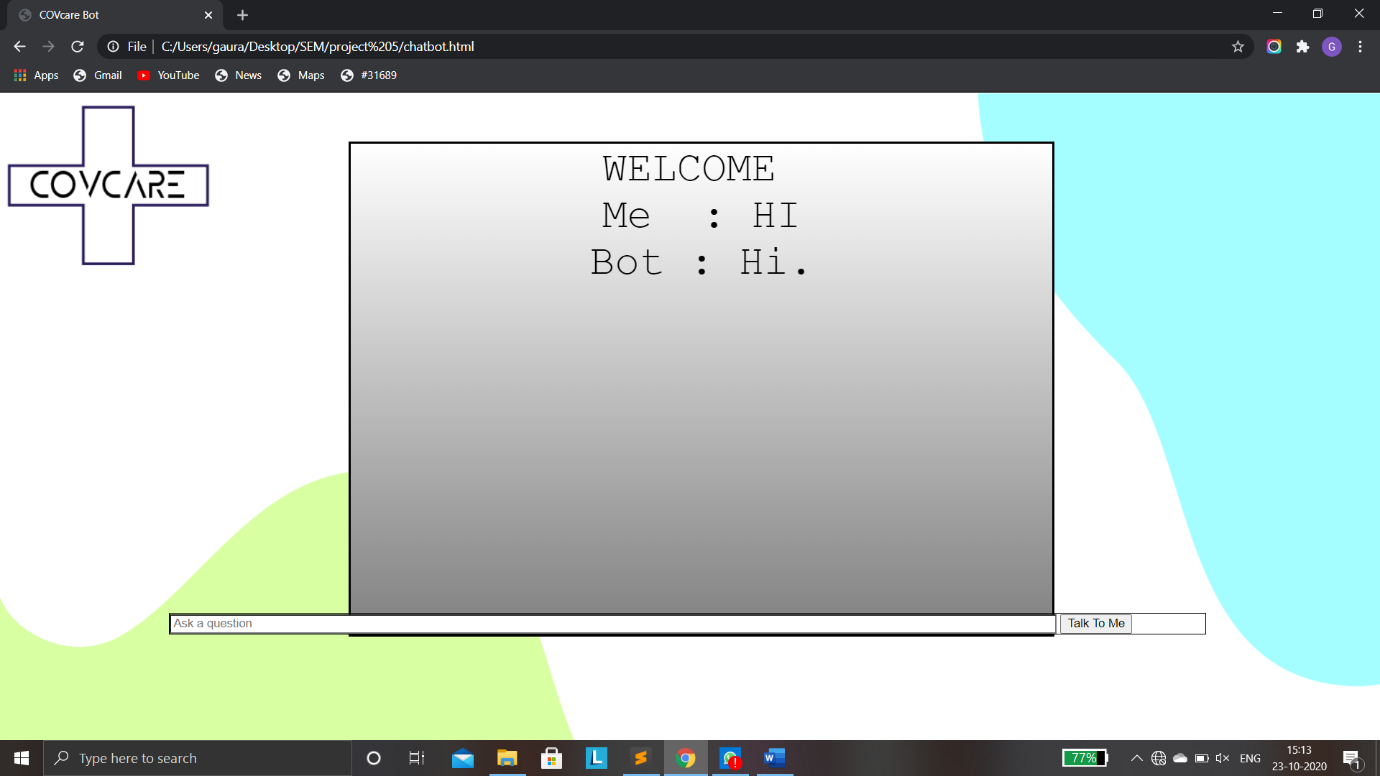 COVcare Bot
File | C:/Users/gaura/Desktop/SEM/project%205/chatbot.html
G
Apps Gmail YouTube News Maps #31689
COVCARE
WELCOME
Me : HI
Bot : Hi.
Ask a question Talk To Me
Type here to search
L
77%
ENG
15:13
23-10-2020
1